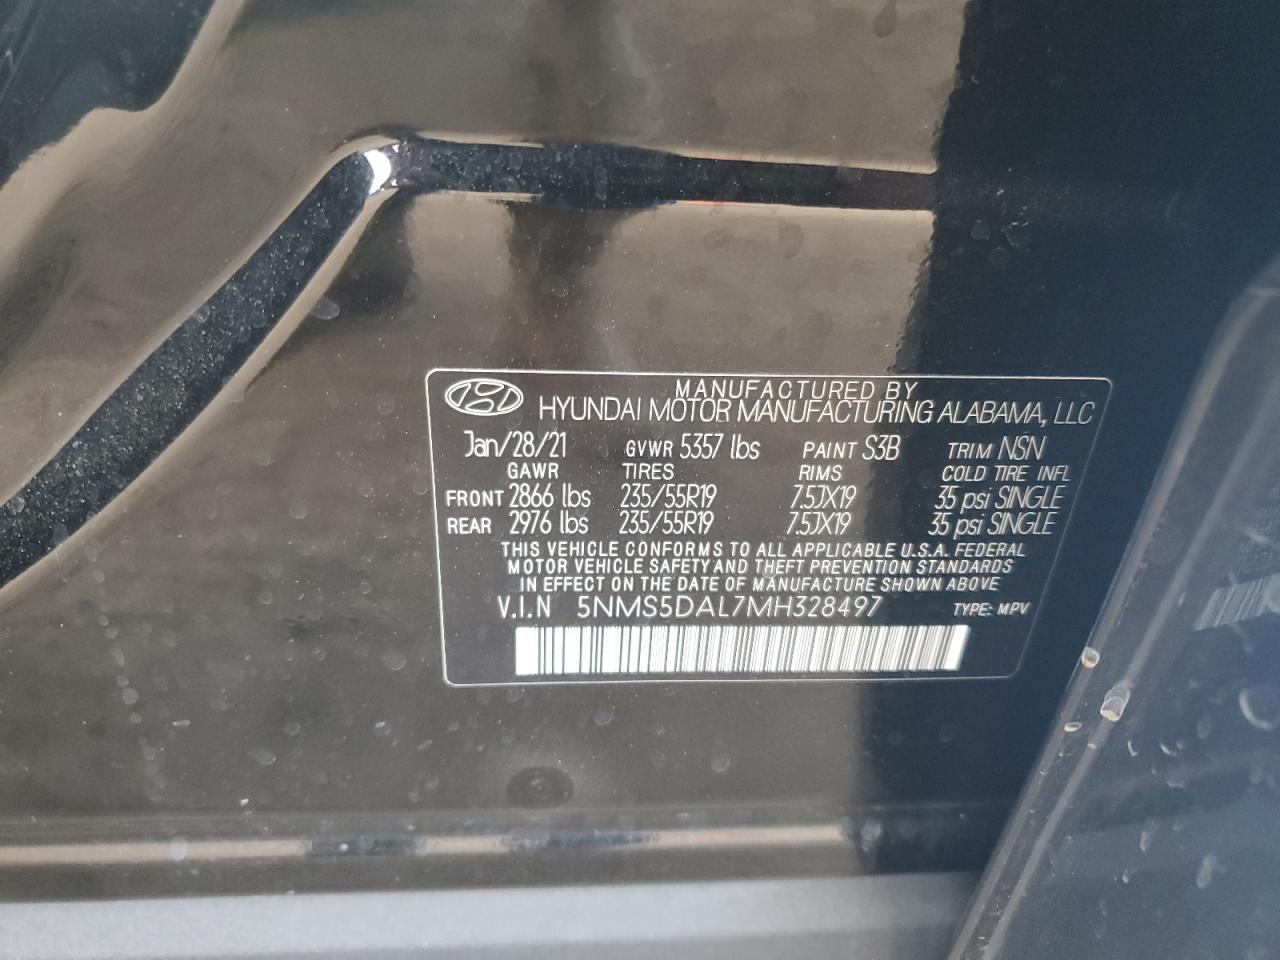 MANUFACTURED BY
HYUNDAI MOTOR MANUFACTURING ALABAMA, LLC
Jan/28/21 GVWR 5357 lbs PAINT S3B TRIM NSN
GAWR TIRES RIMS COLD TIRE INFL
FRONT 2866 lbs 235/55R19 7.5JX19 35 psi SINGLE
REAR 2976 lbs 235/55R19 7.5JX19 35 psi SINGLE
THIS VEHICLE CONFORMS TO ALL APPLICABLE U.S.A. FEDERAL
MOTOR VEHICLE SAFETY AND THEFT PREVENTION STANDARDS
IN EFFECT ON THE DATE OF MANUFACTURE SHOWN ABOVE
V.I.N 5NMS5DAL7MH328497 TYPE: MPV